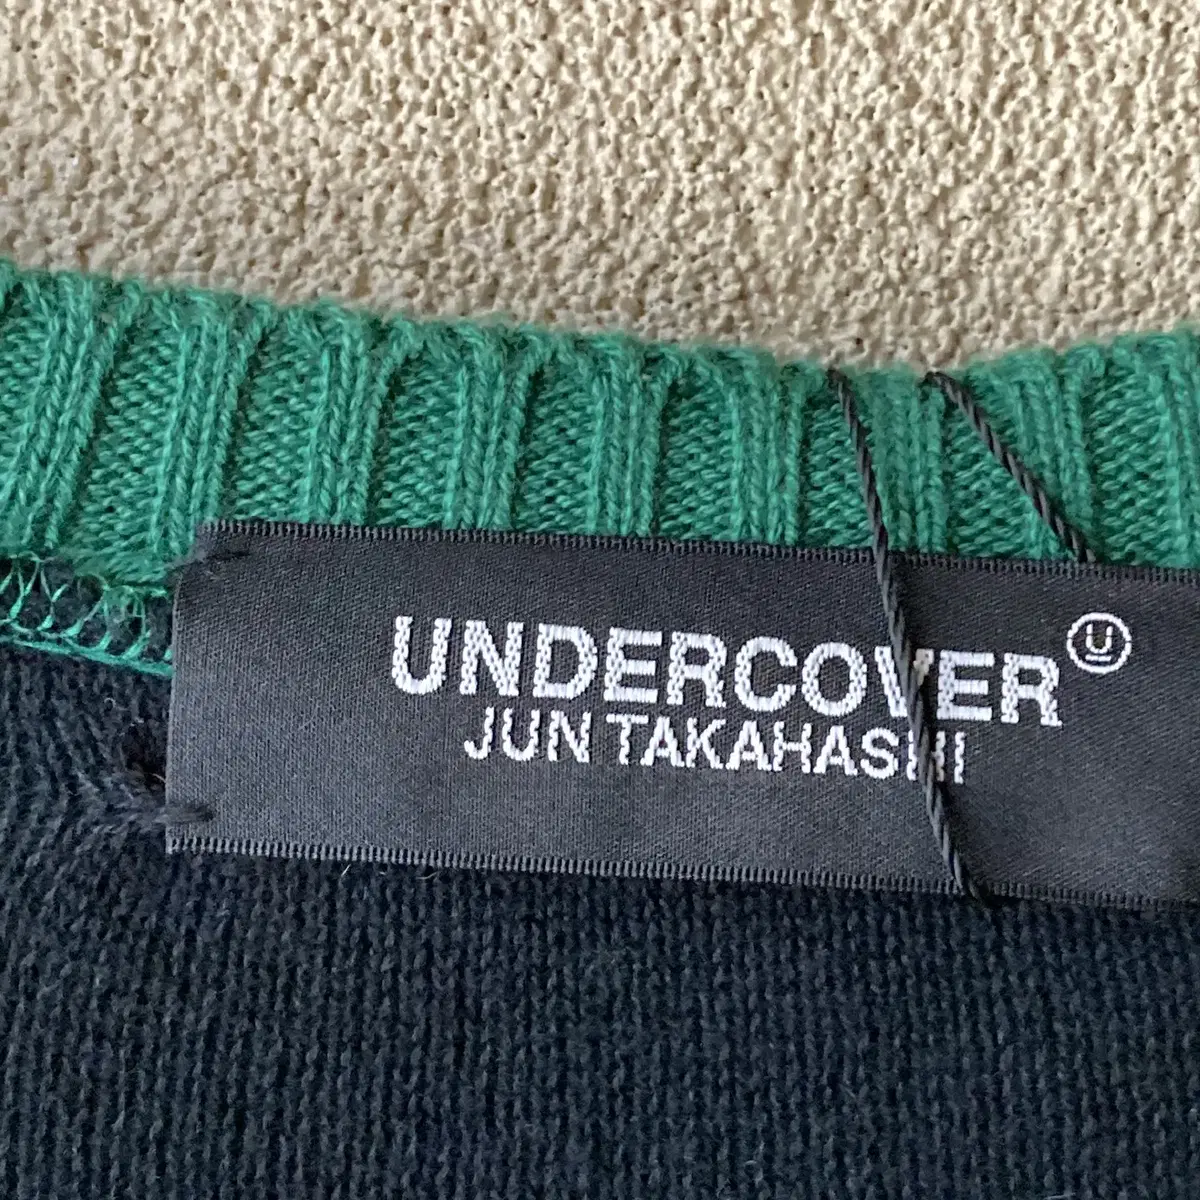 UNDERCOVER Ⓤ
JUN TAKAHASHI